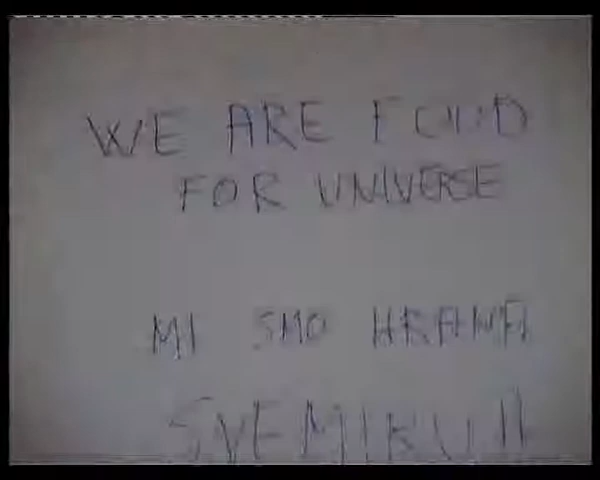 WE ARE FOOD
FOR UNIVERSE
MI SMO HRANA
SVEMIRU !!